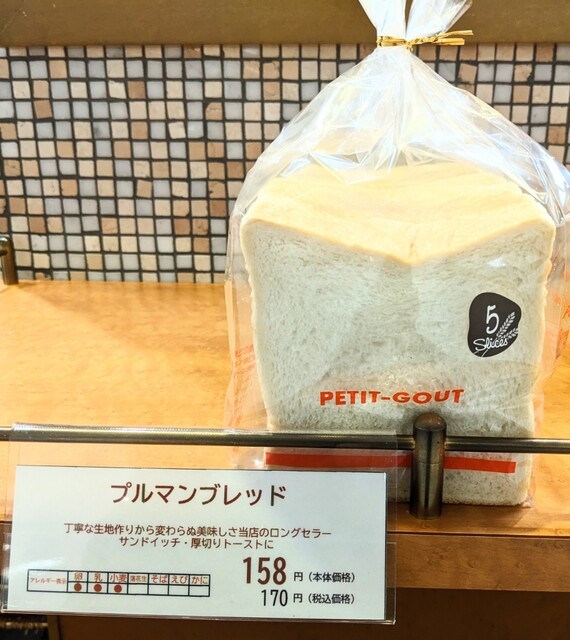 5
Slices
PETIT-GOUT
プルマンブレッド
丁寧な生地作りから変わらぬ美味しさ当店のロングセラー
サンドイッチ・厚切りトーストに
158 円（本体価格）
170 円（税込価格）
アレルギー表示 卵 乳 小麦 落花生 そば えび かに
● ● ●